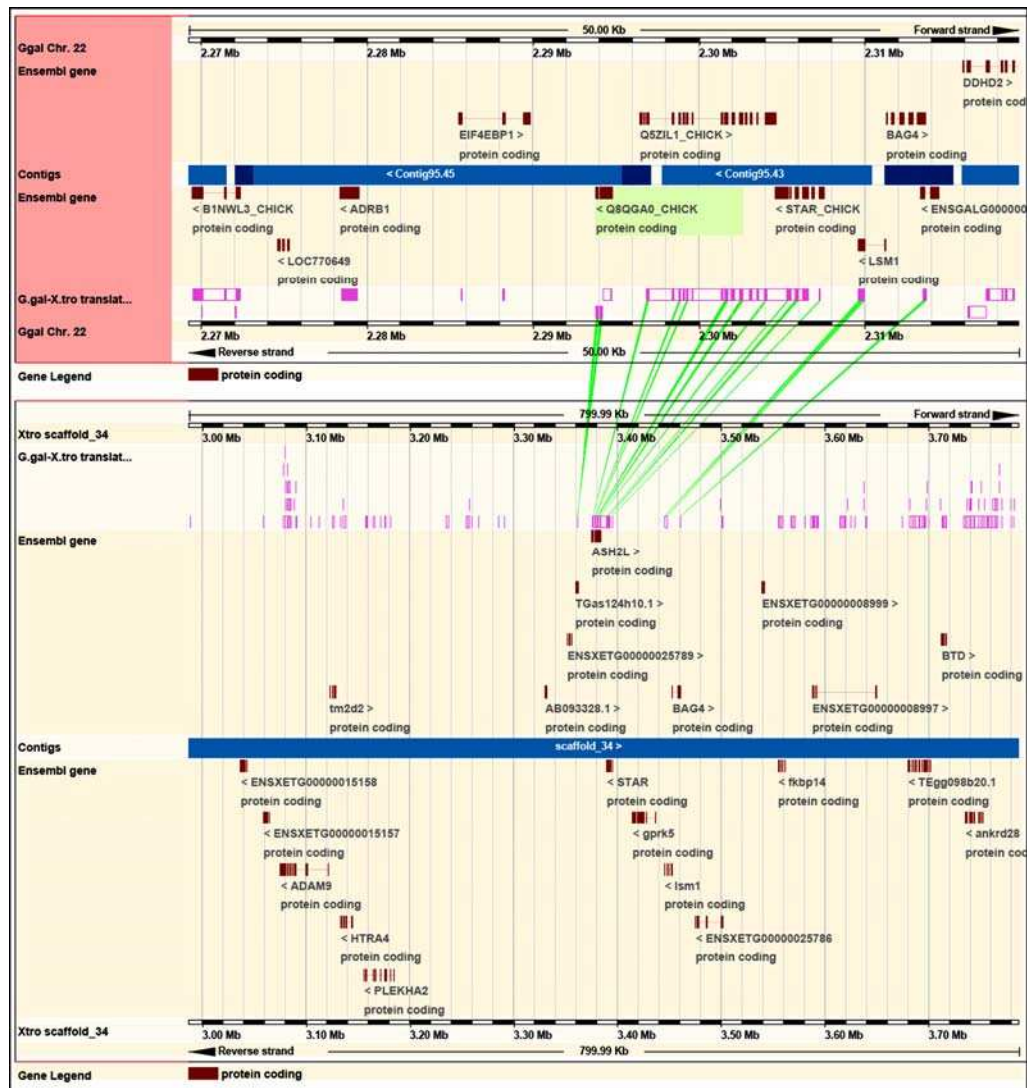 50.00 Kb
Forward strand
Ggal Chr. 22
2.27 Mb 2.28 Mb 2.29 Mb 2.30 Mb 2.31 Mb
Ensembl gene
DDHD2 >
protein cod
EIF4EBP1 > Q5ZIL1_CHICK > BAG4 >
protein coding protein coding protein coding
Contigs
< Contig95.45 < Contig95.43
Ensembl gene
< B1NWL3_CHICK < ADRB1 < Q8QGA0_CHICK < STAR_CHICK < ENSGALG000000
protein coding protein coding protein coding protein coding protein coding
LOC770649 < LSM1
protein coding protein coding
G.gal-X.tro translat...
Ggal Chr. 22
2.27 Mb 2.28 Mb 2.29 Mb 2.30 Mb 2.31 Mb
Reverse strand 50.00 Kb
Gene Legend protein coding
799.99 Kb Forward strand
Xtro scaffold_34
3.00 Mb 3.10 Mb 3.20 Mb 3.30 Mb 3.40 Mb 3.50 Mb 3.60 Mb 3.70 Mb
G.gal-X.tro translat...
Ensembl gene
ASH2L >
protein coding
TGas124h10.1 > ENSXETG00000008999 >
protein coding protein coding
ENSXETG00000025789 > BTD >
protein coding protein coding
tm2d2 > AB093328.1 > BAG4 > ENSXETG00000008997 >
protein coding protein coding protein coding protein coding
Contigs
scaffold_34 >
Ensembl gene
< ENSXETG00000015158 < STAR < fkbp14 < TEgg098b20.1
protein coding protein coding protein coding protein coding
< ENSXETG00000015157 < gprk5 < ankrd28
protein coding protein coding protein coc
< ADAM9 < lsm1
protein coding protein coding
< HTRA4 < ENSXETG00000025786
protein coding protein coding
< PLEKHA2
protein coding
Xtro scaffold_34
3.00 Mb 3.10 Mb 3.20 Mb 3.30 Mb 3.40 Mb 3.50 Mb 3.60 Mb 3.70 Mb
Reverse strand 799.99 Kb
Gene Legend protein coding